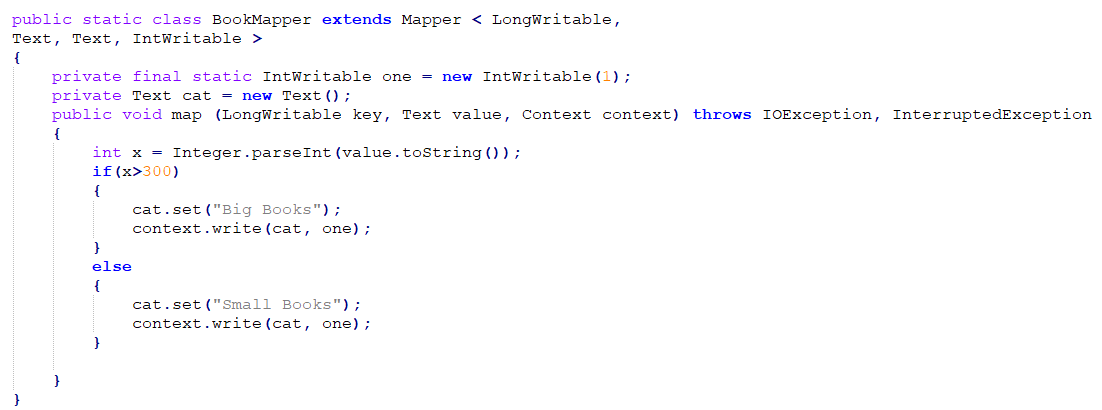 public static class BookMapper extends Mapper < LongWritable,
Text, Text, IntWritable >
{
    private final static IntWritable one = new IntWritable(1);
    private Text cat = new Text();
    public void map (LongWritable key, Text value, Context context) throws IOException, InterruptedException
    {
        int x = Integer.parseInt(value.toString());
        if(x>300)
        {
            cat.set("Big Books");
            context.write(cat, one);
        }
        else
        {
            cat.set("Small Books");
            context.write(cat, one);
        }

    }
}